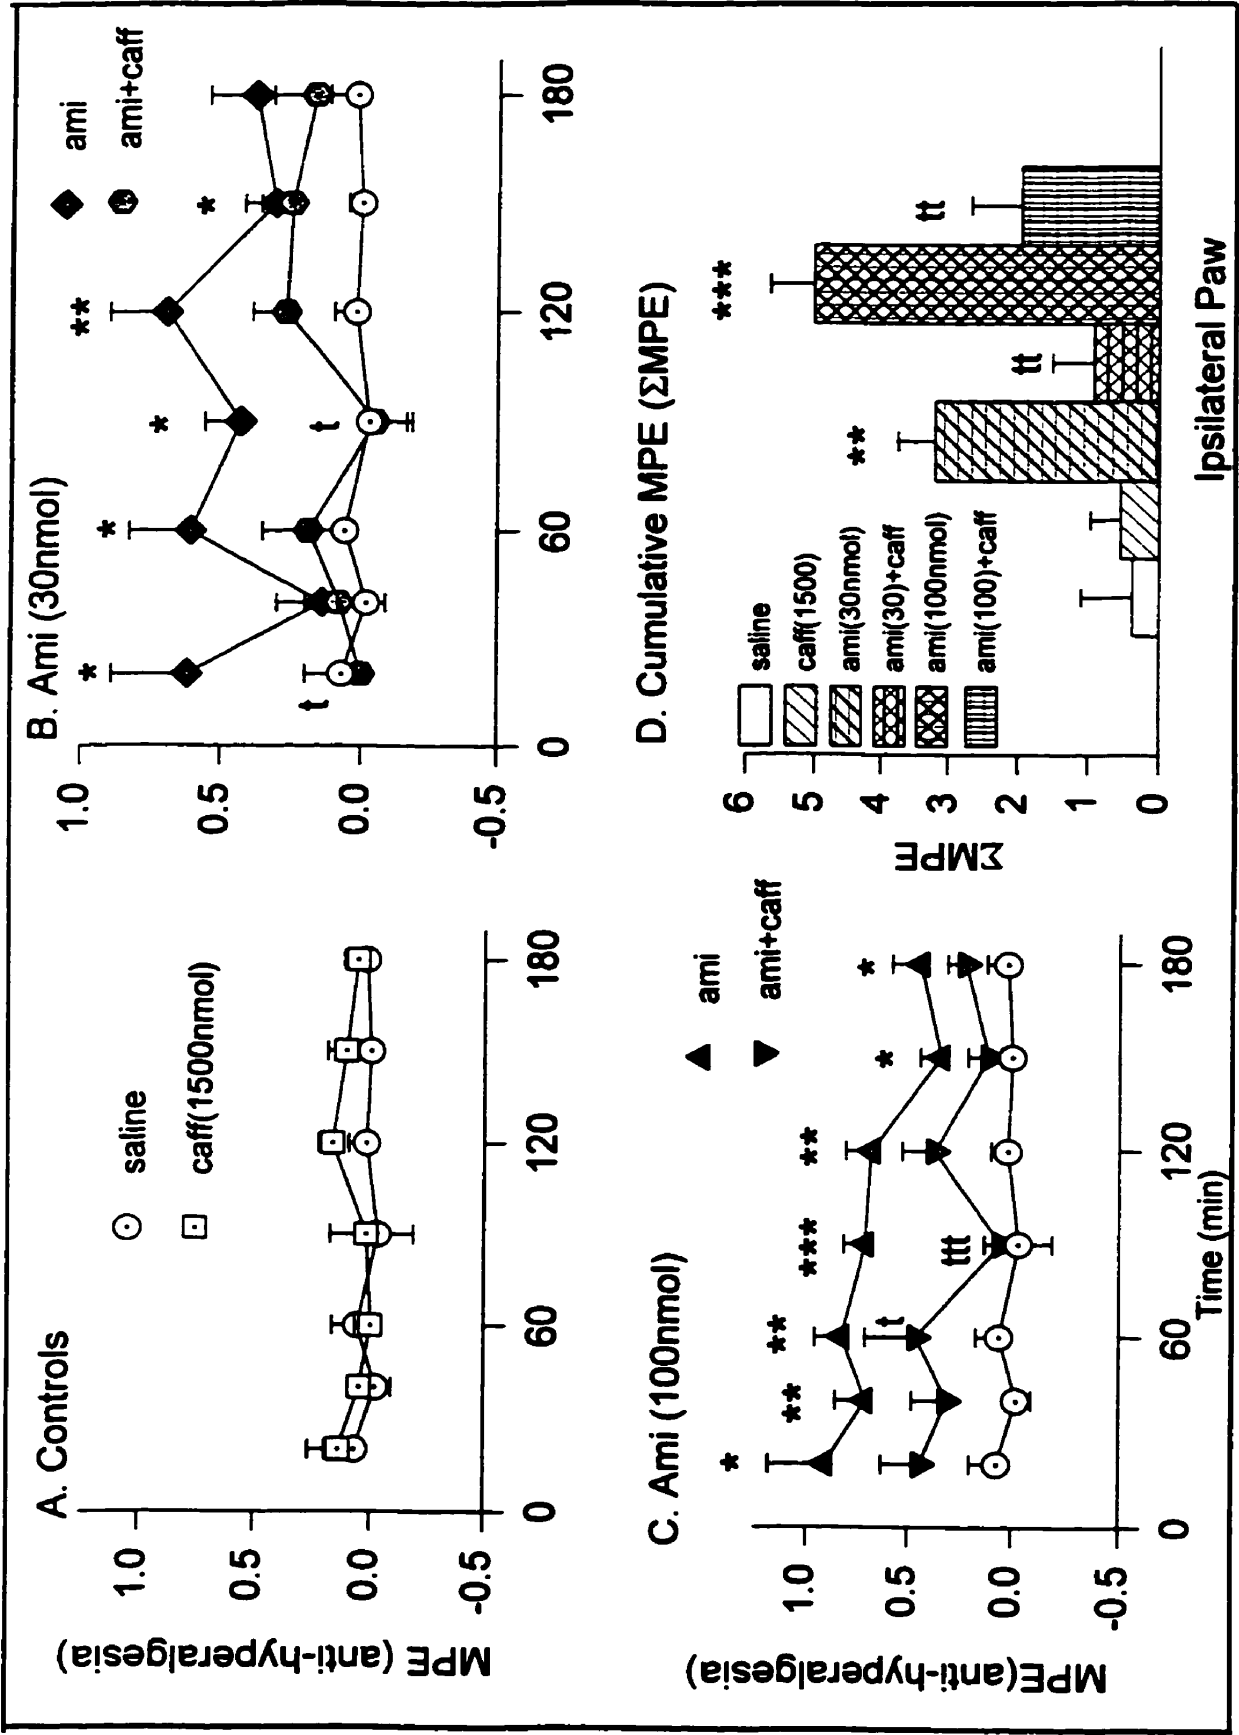 A. Controls
saline
caff(1500nmol)
MPE (anti-hyperalgesia)
1.0
0.5
0.0
-0.5
0 60 120 180
B. Ami (30nmol)
ami
ami+caff
1.0
0.5
0.0
-0.5
0 60 120 180
* * * ** *
t t
C. Ami (100nmol)
ami
ami+caff
MPE(anti-hyperalgesia)
1.0
0.5
0.0
-0.5
0 60 120 180
Time (min)
* ** ** *** ** * *
t ttt
D. Cumulative MPE (ΣMPE)
saline
caff(1500)
ami(30nmol)
ami(30)+caff
ami(100nmol)
ami(100)+caff
ΣMPE
6
5
4
3
2
1
0
** tt *** tt
Ipsilateral Paw